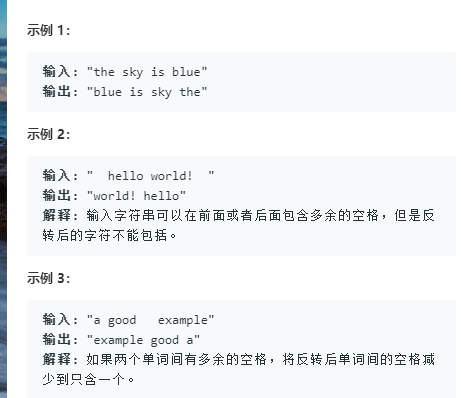 示例 1：
输入："the sky is blue"
输出："blue is sky the"
示例 2：
输入："  hello world!  "
输出："world! hello"
解释：输入字符串可以在前面或者后面包含多余的空格，但是反
转后的字符不能包括。
示例 3：
输入："a good   example"
输出："example good a"
解释：如果两个单词间有多余的空格，将反转后单词间的空格减
少到只含一个。